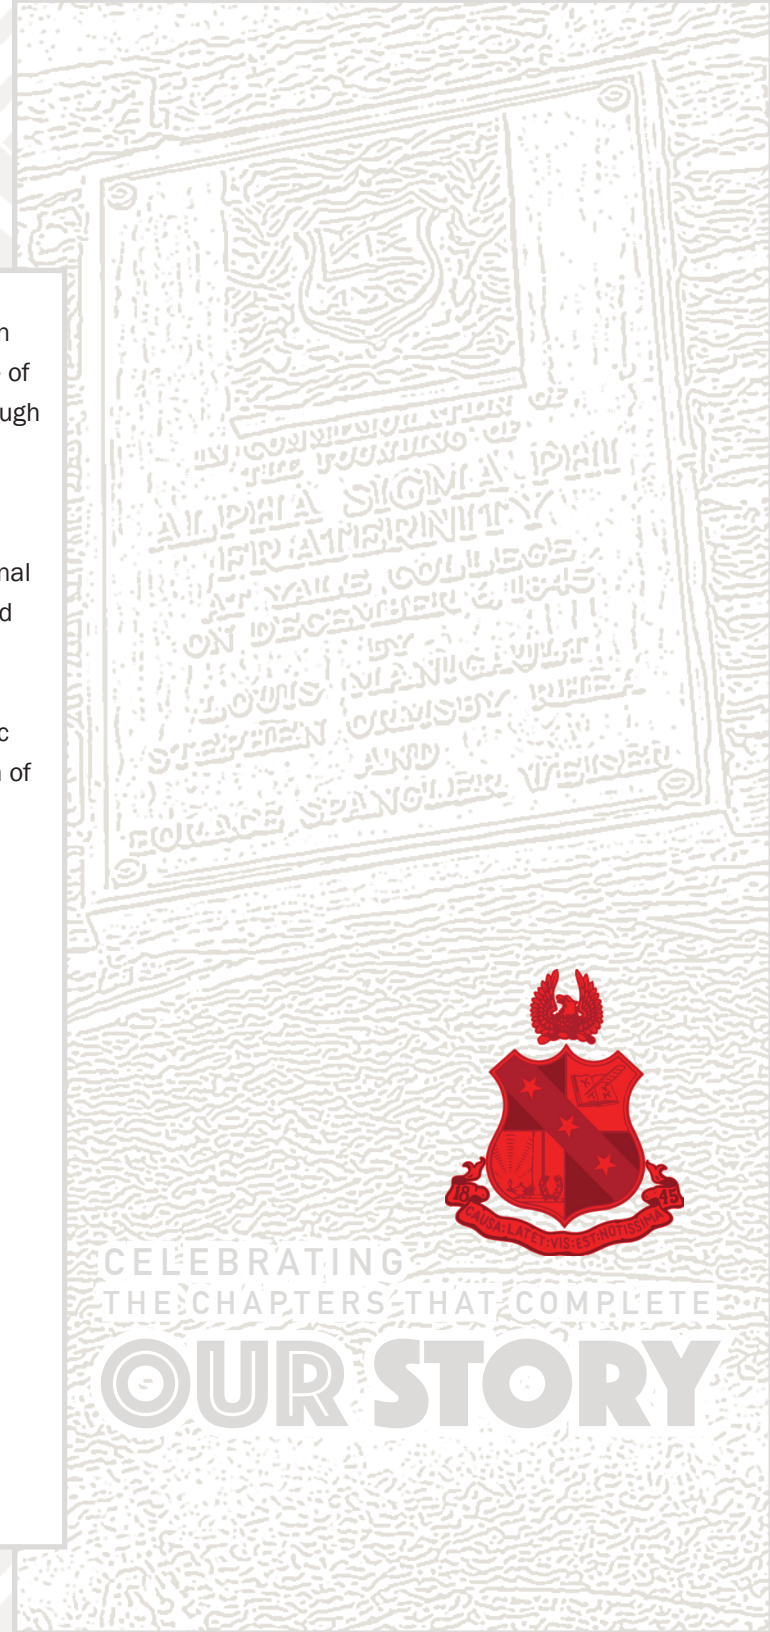 of
ugh
nal
d
c
of
IN COMMEMORATION OF
THE FOUNDING OF
ALPHA SIGMA PHI
FRATERNITY
AT YALE COLLEGE
ON DECEMBER 6, 1845
BY
LOUIS MANIGAULT
STEPHEN ORMSBY RHEA
AND
HORACE SPANGLER WEISER
18 45
CAUSA:LATET:VIS:EST:NOTISSIMA
CELEBRATING
THE CHAPTERS THAT COMPLETE
OUR STORY